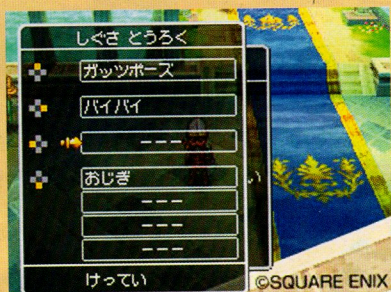 しぐさ とうろく
ガッツポーズ
バイバイ
---
おじぎ
い
---
---
---
けってい
©SQUARE ENIX